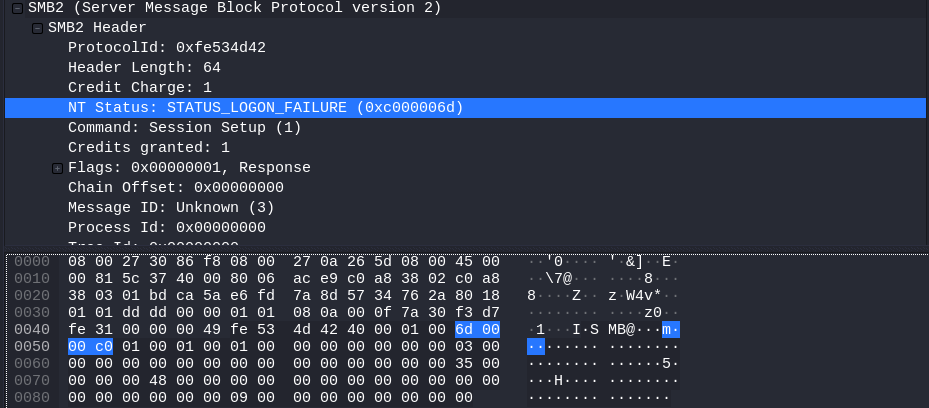 SMB2 (Server Message Block Protocol version 2)
SMB2 Header
ProtocolId: 0xfe534d42
Header Length: 64
Credit Charge: 1
NT Status: STATUS_LOGON_FAILURE (0xc000006d)
Command: Session Setup (1)
Credits granted: 1
Flags: 0x00000001, Response
Chain Offset: 0x00000000
Message ID: Unknown (3)
Process Id: 0x00000000
0000 08 00 27 30 86 f8 08 00 27 0a 26 5d 08 00 45 00 ··'0···· '·&]··E·
0010 00 81 5c 37 40 00 80 06 ac e9 c0 a8 38 02 c0 a8 ··\7@··· ····8···
0020 38 03 01 bd ca 5a e6 fd 7a 8d 57 34 76 2a 80 18 8····Z·· z·W4v*··
0030 01 01 dd dd 00 00 01 01 08 0a 00 0f 7a 30 f3 d7 ········ ····z0··
0040 fe 31 00 00 00 49 fe 53 4d 42 40 00 01 00 6d 00 ·1···I·S MB@···m·
0050 00 c0 01 00 01 00 01 00 00 00 00 00 00 00 03 00 ········ ········
0060 00 00 00 00 00 00 00 00 00 00 00 00 00 00 35 00 ········ ······5·
0070 00 00 00 48 00 00 00 00 00 00 00 00 00 00 00 00 ···H···· ········
0080 00 00 00 00 00 00 09 00 00 00 00 00 00 00 00 ········ ·······